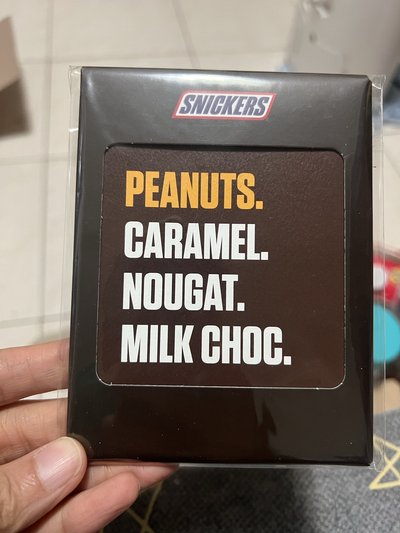 SNICKERS
PEANUTS.
CARAMEL.
NOUGAT.
MILK CHOC.